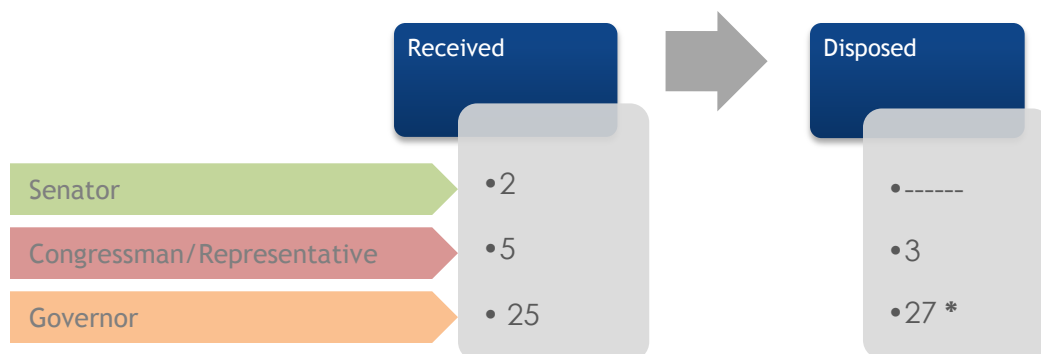 Received
Disposed
Senator
•2
•------
Congressman/Representative
•5
•3
Governor
• 25
•27 *